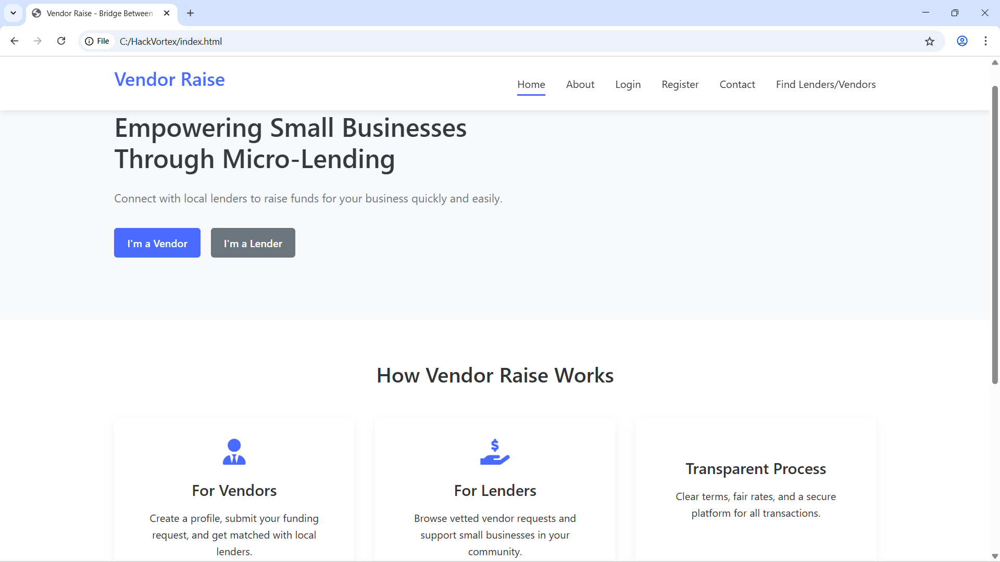 Vendor Raise - Bridge Between
File C:/HackVortex/index.html
Vendor Raise
Home About Login Register Contact Find Lenders/Vendors
Empowering Small Businesses
Through Micro-Lending
Connect with local lenders to raise funds for your business quickly and easily.
I'm a Vendor I'm a Lender
How Vendor Raise Works
For Vendors
Create a profile, submit your funding
request, and get matched with local
lenders.
For Lenders
Browse vetted vendor requests and
support small businesses in your
community.
Transparent Process
Clear terms, fair rates, and a secure
platform for all transactions.